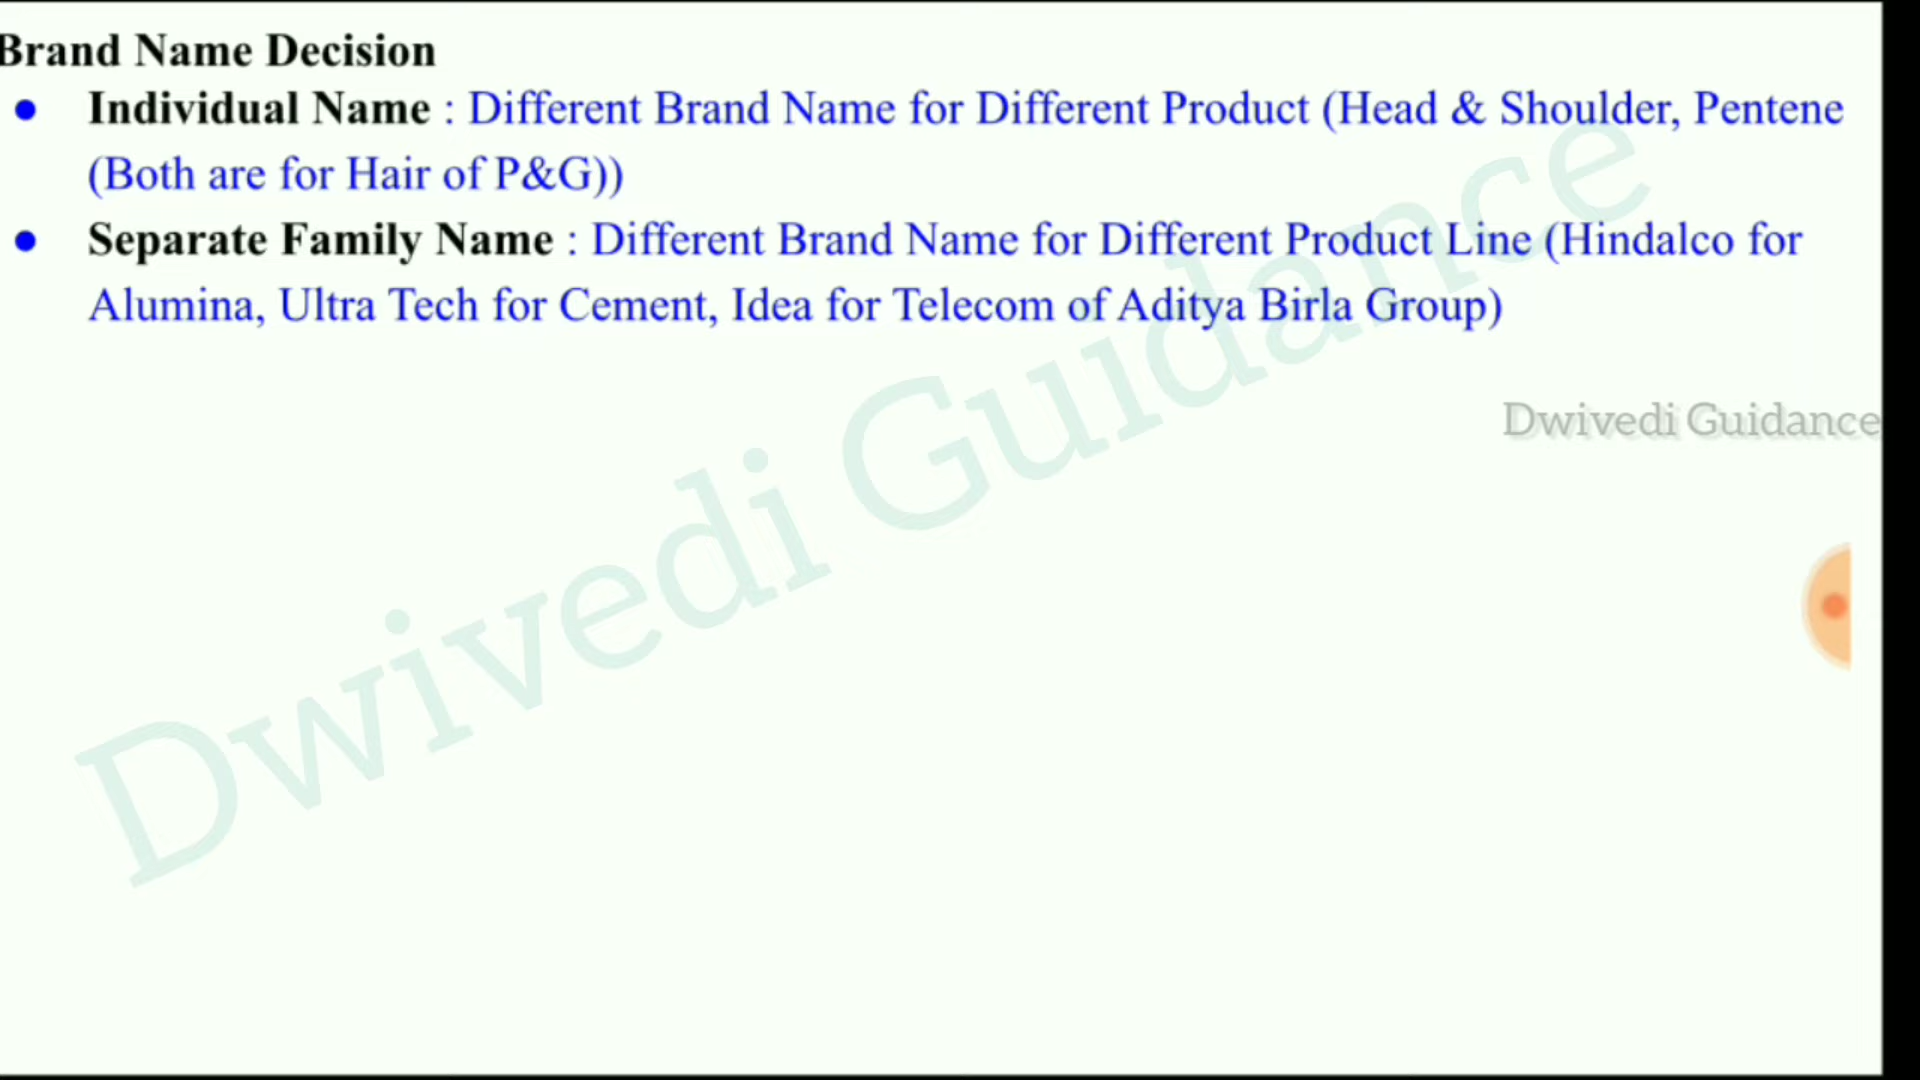 Brand Name Decision
● Individual Name : Different Brand Name for Different Product (Head & Shoulder, Pentene
(Both are for Hair of P&G))
● Separate Family Name : Different Brand Name for Different Product Line (Hindalco for
Alumina, Ultra Tech for Cement, Idea for Telecom of Aditya Birla Group)
Dwivedi Guidance
Dwivedi Guidance